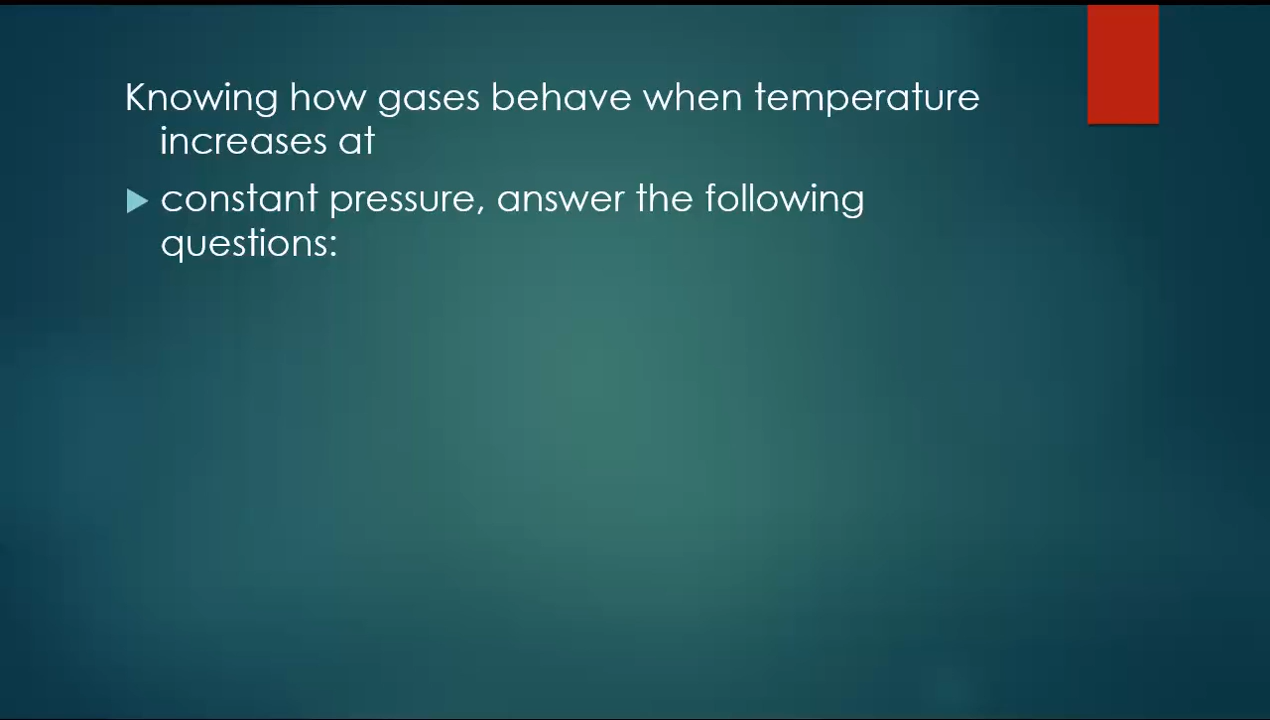 Knowing how gases behave when temperature
increases at
constant pressure, answer the following
questions: